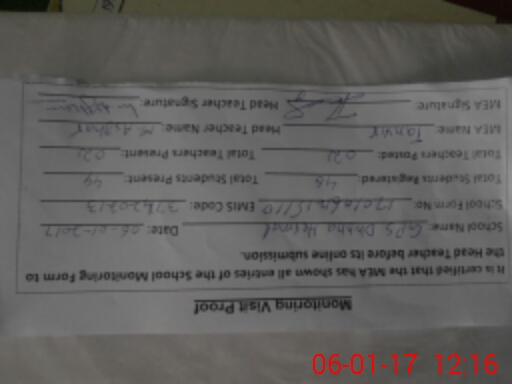 Monitoring Visit Proof
It is certified that the MEA has shown all entries of the School Monitoring Form to
the Head Teacher before its online submission.
School Name: GPS Date: 06-01-2017
School Form No: EMIS Code:
Total Students Registered: 48 Total Students Present: 44
Total Teachers Posted: 02 Total Teachers Present: 02
MEA Name: Tanvir Head Teacher Name:
MEA Signature: Head Teacher Signature:
06-01-17 12:16